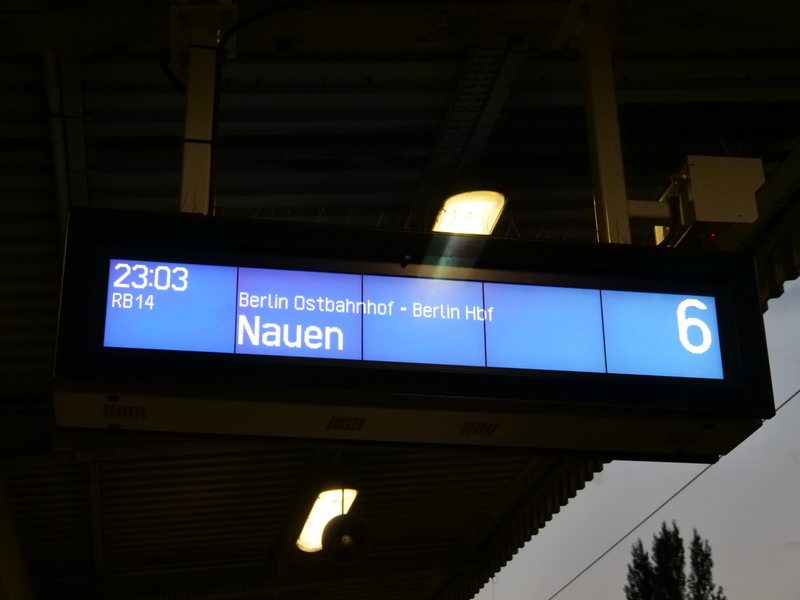 23:03
RB14
Berlin Ostbahnhof - Berlin Hbf
Nauen
6